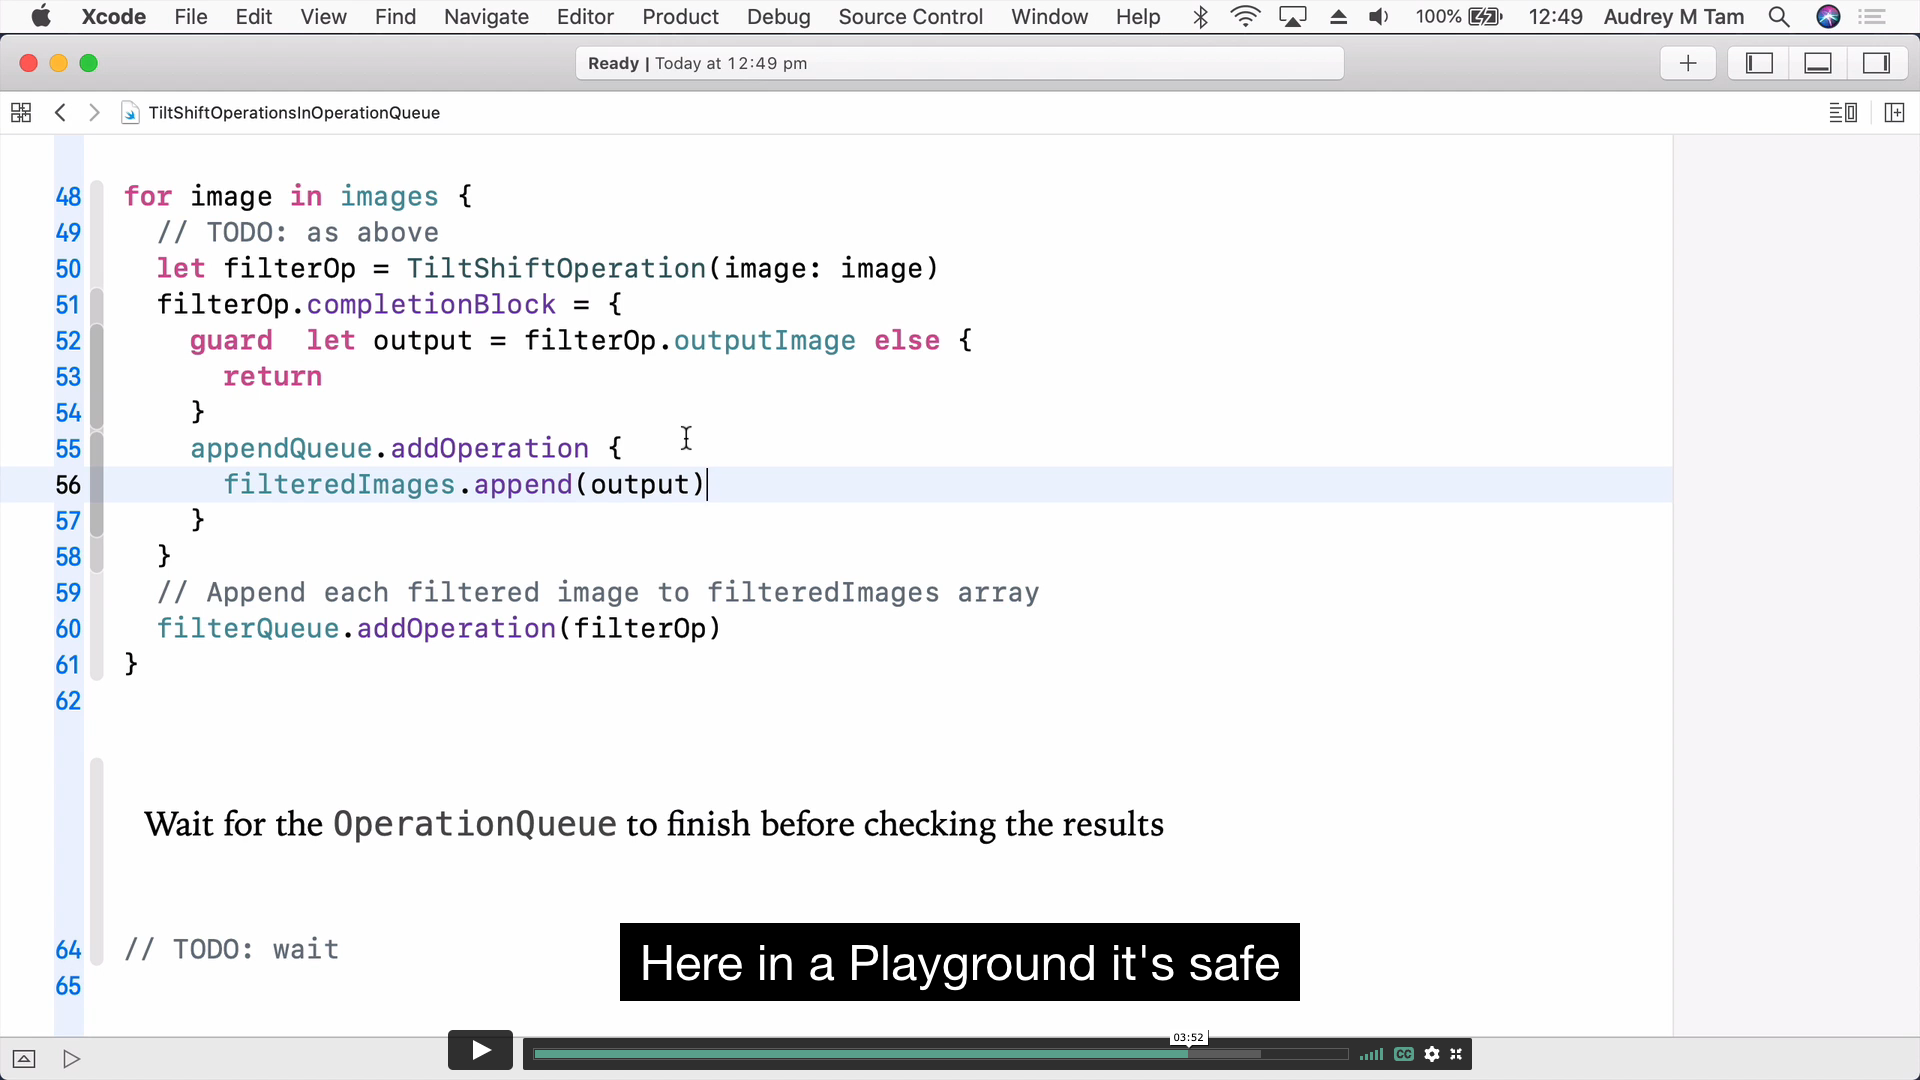 Xcode File Edit View Find Navigate Editor Product Debug Source Control Window Help 100% 12:49 Audrey M Tam
Ready | Today at 12:49 pm
TiltShiftOperationsInOperationQueue
48 for image in images {
49 // TODO: as above
50 let filterOp = TiltShiftOperation(image: image)
51 filterOp.completionBlock = {
52 guard  let output = filterOp.outputImage else {
53 return
54 }
55 appendQueue.addOperation {
56 filteredImages.append(output)
57 }
58 }
59 // Append each filtered image to filteredImages array
60 filterQueue.addOperation(filterOp)
61 }
62
Wait for the OperationQueue to finish before checking the results
64 // TODO: wait
65
Here in a Playground it's safe
03:52
CC